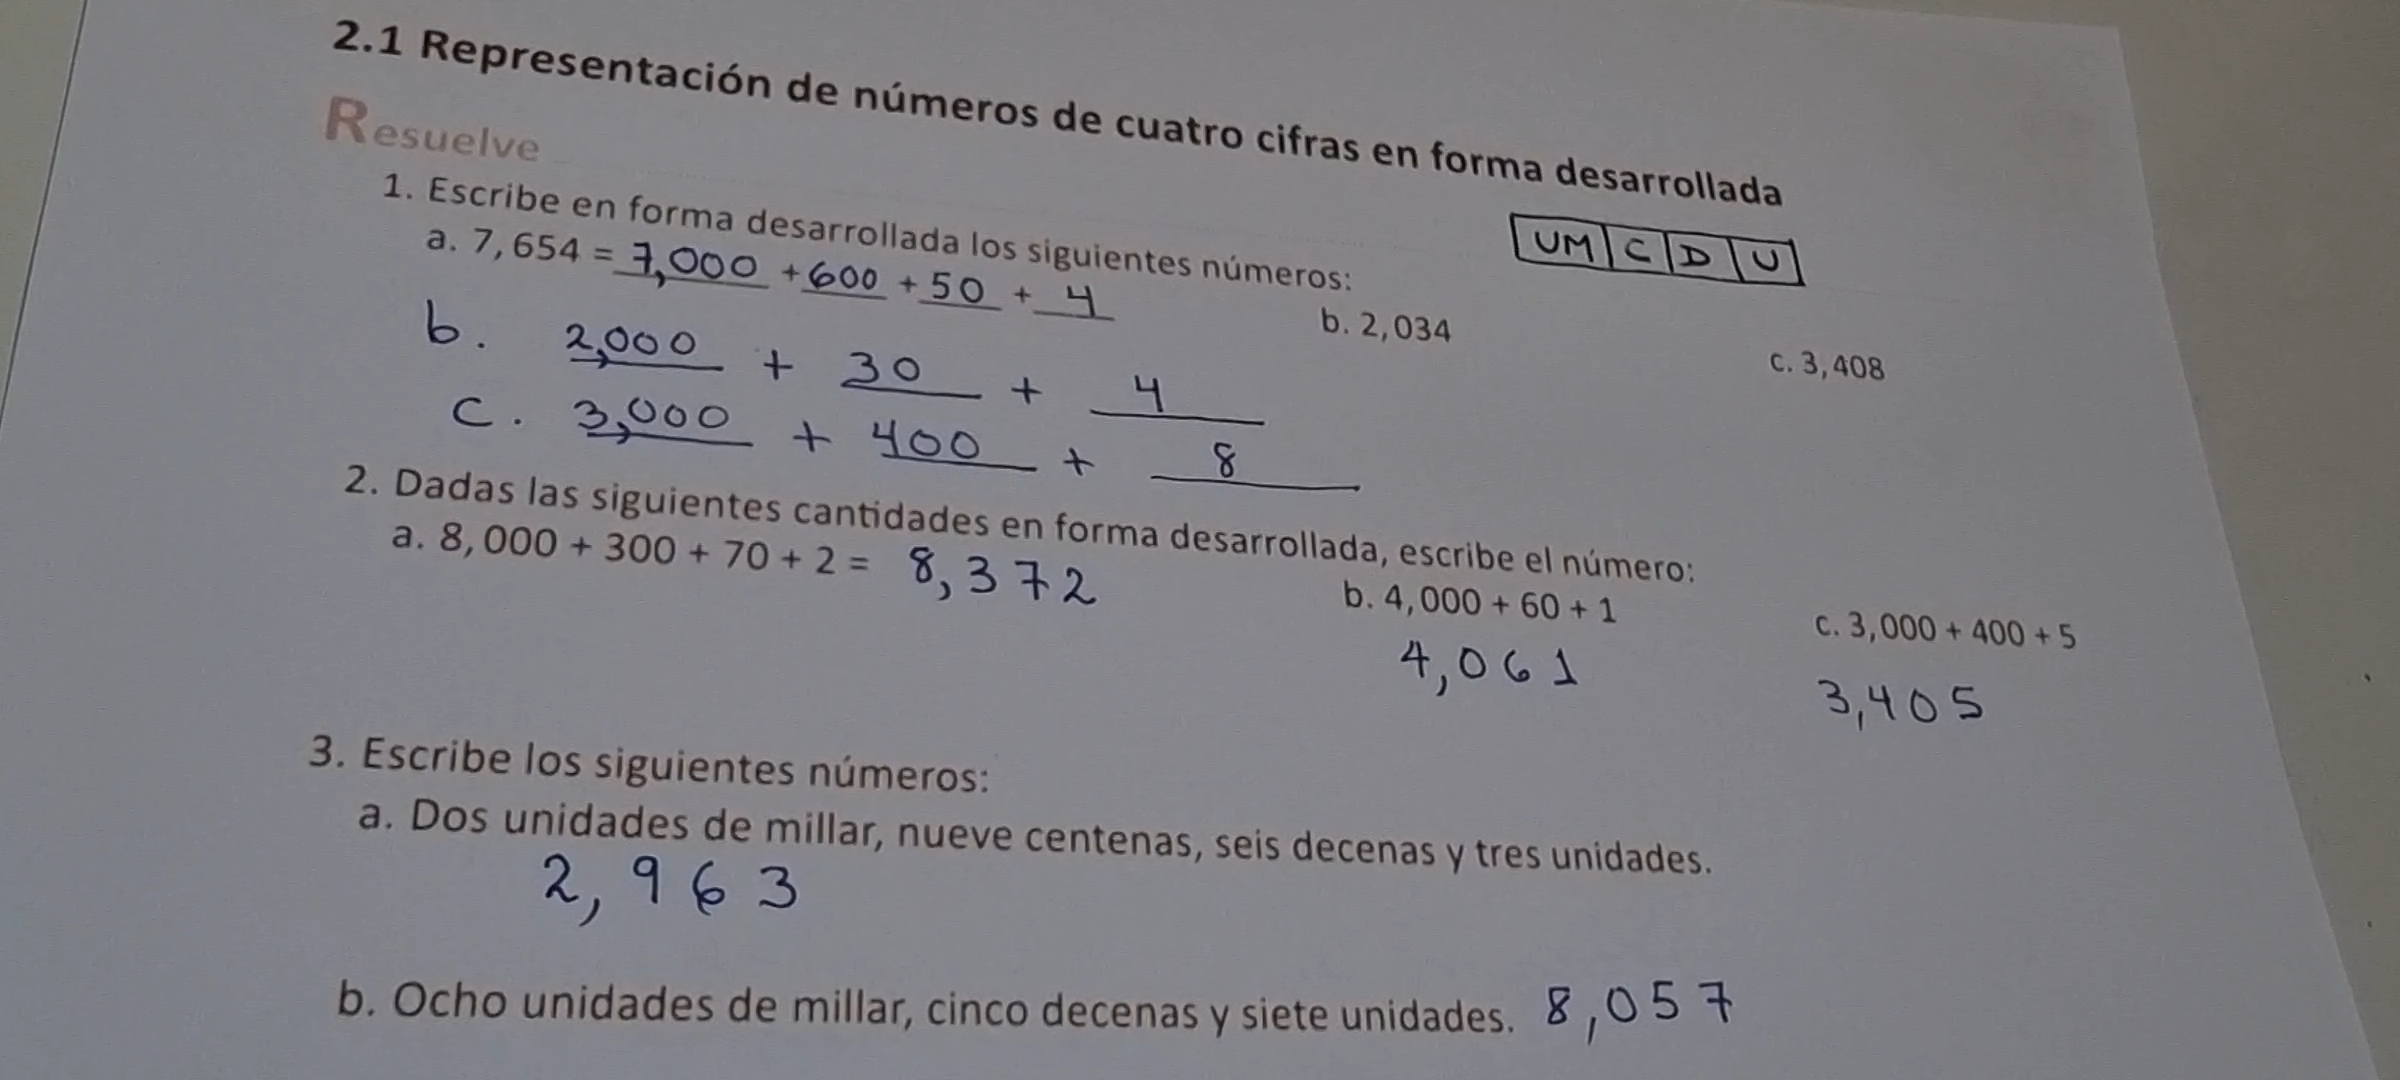 2.1 Representación de números de cuatro cifras en forma desarrollada
Resuelve
UM C D U
1. Escribe en forma desarrollada los siguientes números:
a. 7,654 = 7,000 + 600 + 50 + 4
b. 2,034
c. 3,408
b. 2,000 + 30 + 4
c. 3,000 + 400 + 8
2. Dadas las siguientes cantidades en forma desarrollada, escribe el número:
a. 8,000 + 300 + 70 + 2 = 8,372
b. 4,000 + 60 + 1
c. 3,000 + 400 + 5
4,061
3,405
3. Escribe los siguientes números:
a. Dos unidades de millar, nueve centenas, seis decenas y tres unidades.
2,963
b. Ocho unidades de millar, cinco decenas y siete unidades. 8,057